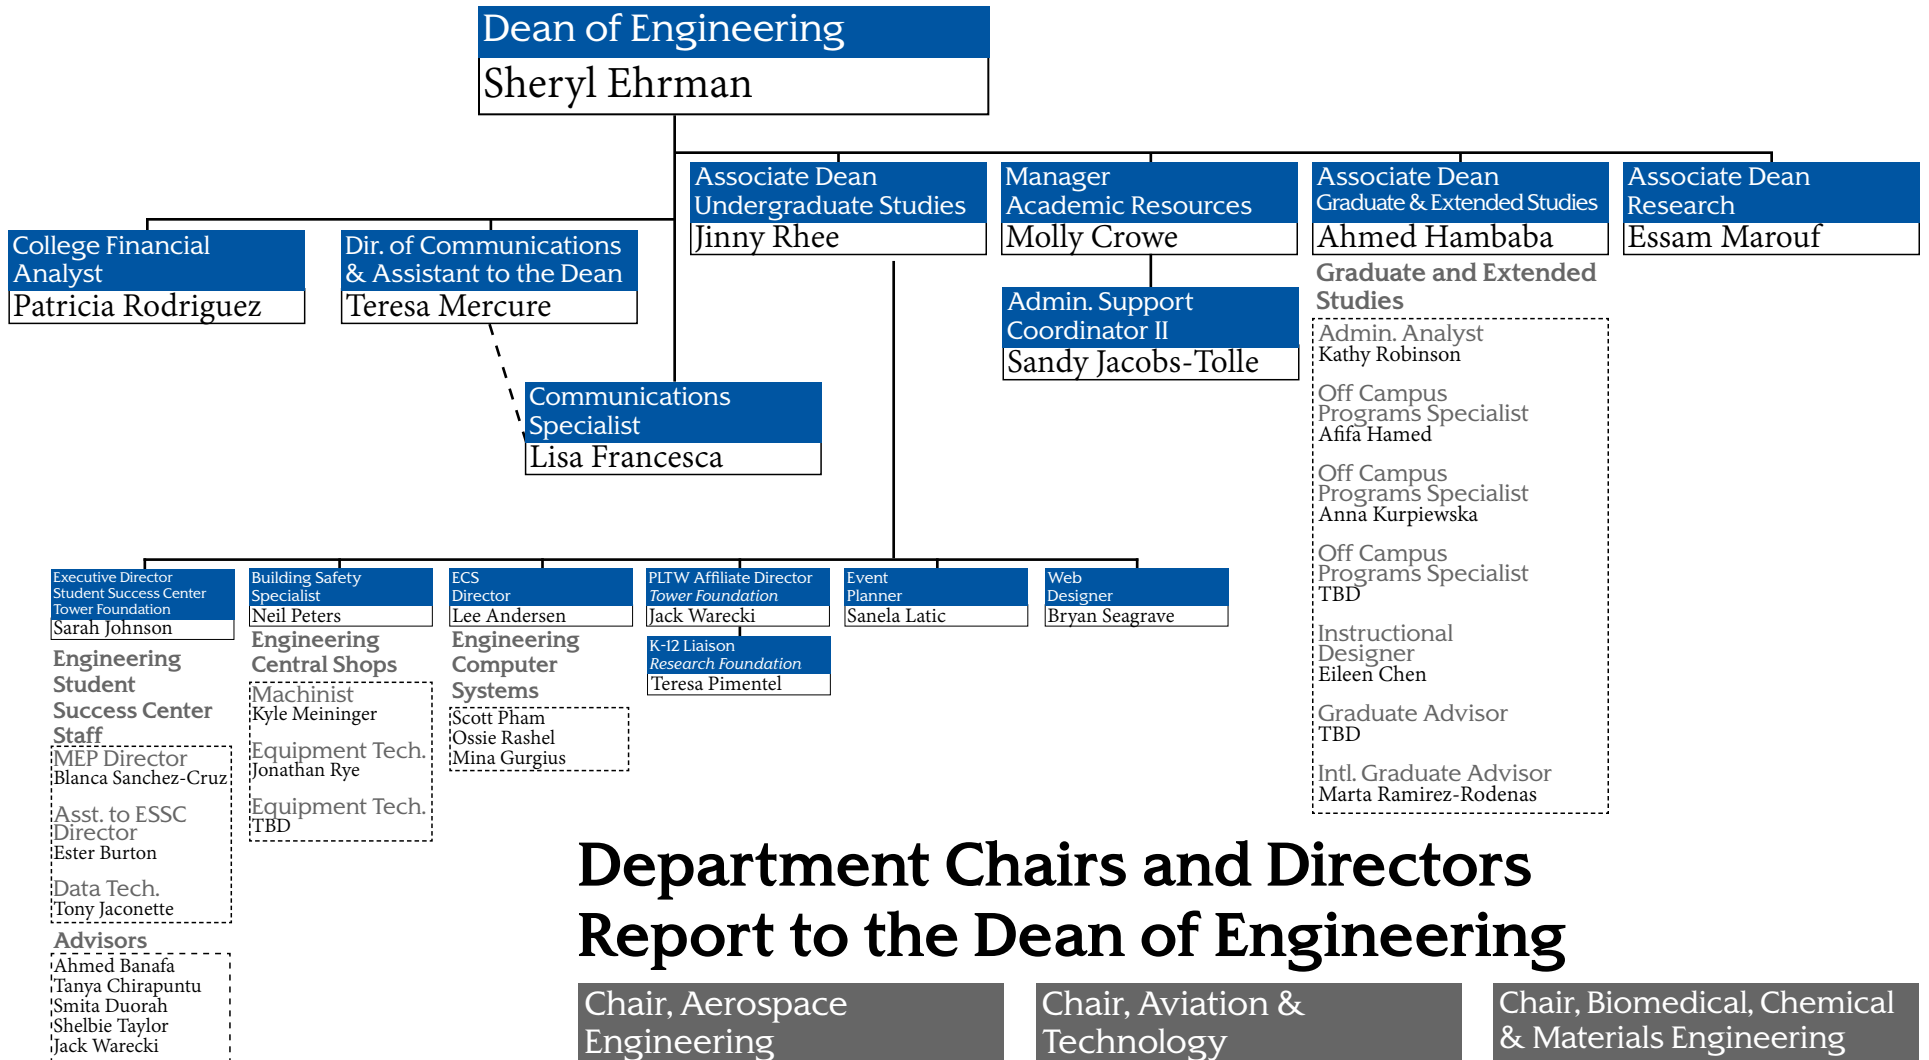 Dean of Engineering
Sheryl Ehrman
Associate Dean
Undergraduate Studies
Jinny Rhee
Manager
Academic Resources
Molly Crowe
Associate Dean
Graduate & Extended Studies
Ahmed Hambaba
Associate Dean
Research
Essam Marouf
College Financial
Analyst
Patricia Rodriguez
Dir. of Communications
& Assistant to the Dean
Teresa Mercure
Admin. Support
Coordinator II
Sandy Jacobs-Tolle
Communications
Specialist
Lisa Francesca
Graduate and Extended
Studies
Admin. Analyst
Kathy Robinson
Off Campus
Programs Specialist
Afifa Hamed
Off Campus
Programs Specialist
Anna Kurpiewska
Off Campus
Programs Specialist
TBD
Instructional
Designer
Eileen Chen
Graduate Advisor
TBD
Intl. Graduate Advisor
Marta Ramirez-Rodenas
Executive Director
Student Success Center
Tower Foundation
Sarah Johnson
Engineering
Student
Success Center
Staff
MEP Director
Blanca Sanchez-Cruz
Asst. to ESSC
Director
Ester Burton
Data Tech.
Tony Jaconette
Advisors
Ahmed Banafa
Tanya Chirapuntu
Smita Duorah
Shelbie Taylor
Jack Warecki
Building Safety
Specialist
Neil Peters
Engineering
Central Shops
Machinist
Kyle Meininger
Equipment Tech.
Jonathan Rye
Equipment Tech.
TBD
ECS
Director
Lee Andersen
Engineering
Computer
Systems
Scott Pham
Ossie Rashel
Mina Gurgius
PLTW Affiliate Director
Tower Foundation
Jack Warecki
K-12 Liaison
Research Foundation
Teresa Pimentel
Event
Planner
Sanela Latic
Web
Designer
Bryan Seagrave
Department Chairs and Directors
Report to the Dean of Engineering
Chair, Aerospace
Engineering
Chair, Aviation &
Technology
Chair, Biomedical, Chemical
& Materials Engineering